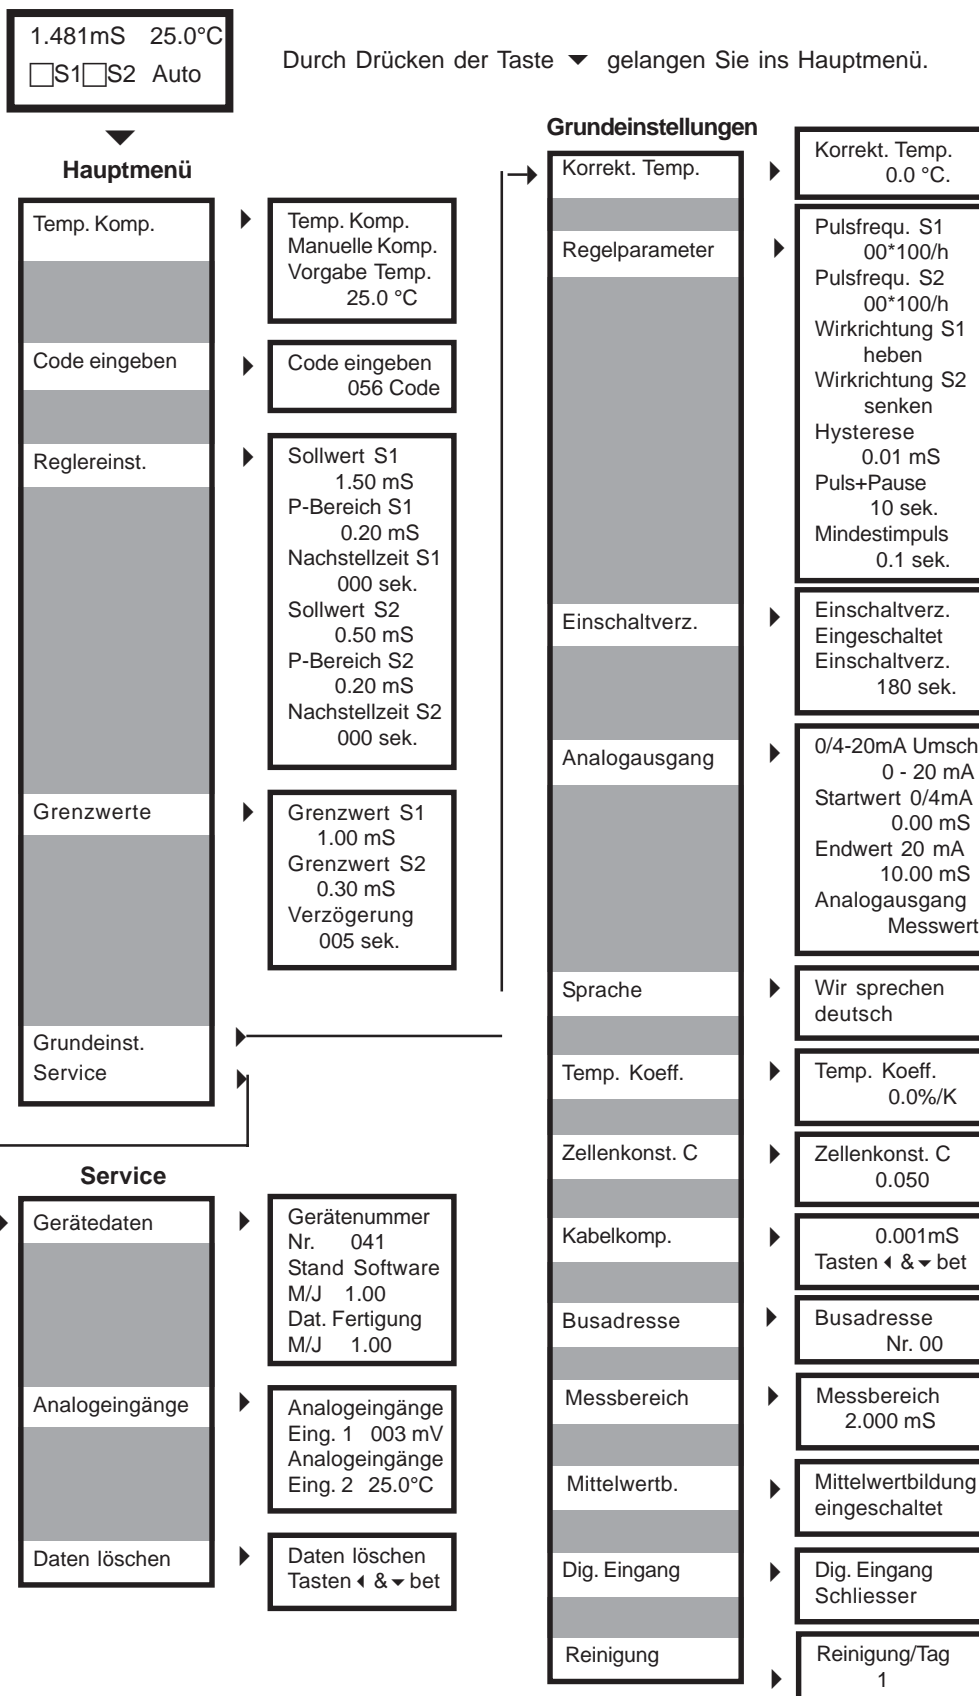 1.481mS 25.0°C
S1 S2 Auto
Durch Drücken der Taste gelangen Sie ins Hauptmenü.
Hauptmenü
Temp. Komp.
Temp. Komp.
Manuelle Komp.
Vorgabe Temp.
25.0 °C
Code eingeben
Code eingeben
056 Code
Reglereinst.
Sollwert S1
1.50 mS
P-Bereich S1
0.20 mS
Nachstellzeit S1
000 sek.
Sollwert S2
0.50 mS
P-Bereich S2
0.20 mS
Nachstellzeit S2
000 sek.
Grenzwerte
Grenzwert S1
1.00 mS
Grenzwert S2
0.30 mS
Verzögerung
005 sek.
Grundeinst.
Service
Service
Gerätedaten
Gerätenummer
Nr. 041
Stand Software
M/J 1.00
Dat. Fertigung
M/J 1.00
Analogeingänge
Analogeingänge
Eing. 1 003 mV
Analogeingänge
Eing. 2 25.0°C
Daten löschen
Daten löschen
Tasten & bet
Grundeinstellungen
Korrekt. Temp.
Korrekt. Temp.
0.0 °C.
Regelparameter
Pulsfrequ. S1
00*100/h
Pulsfrequ. S2
00*100/h
Wirkrichtung S1
heben
Wirkrichtung S2
senken
Hysterese
0.01 mS
Puls+Pause
10 sek.
Mindestimpuls
0.1 sek.
Einschaltverz.
Einschaltverz.
Eingeschaltet
Einschaltverz.
180 sek.
Analogausgang
0/4-20mA Umsch
0 - 20 mA
Startwert 0/4mA
0.00 mS
Endwert 20 mA
10.00 mS
Analogausgang
Messwert
Sprache
Wir sprechen
deutsch
Temp. Koeff.
Temp. Koeff.
0.0%/K
Zellenkonst. C
Zellenkonst. C
0.050
Kabelkomp.
0.001mS
Tasten & bet
Busadresse
Busadresse
Nr. 00
Messbereich
Messbereich
2.000 mS
Mittelwertb.
Mittelwertbildung
eingeschaltet
Dig. Eingang
Dig. Eingang
Schliesser
Reinigung
Reinigung/Tag
1